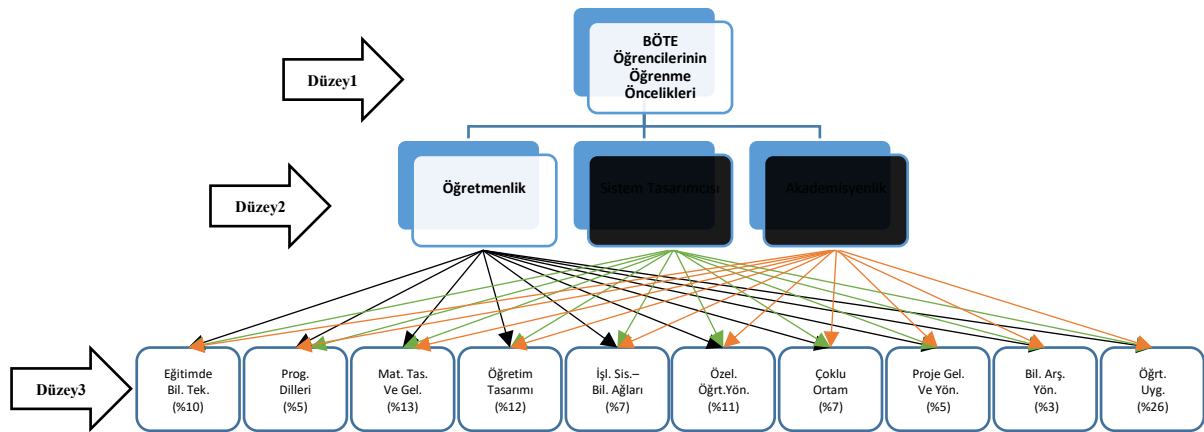 BÖTE
Öğrencilerinin
Öğrenme
Öncelikleri
Düzey1
Öğretmenlik
Sistem Tasarımcısı
Akademisyenlik
Düzey2
Düzey3
Eğitimde
Bil. Tek.
(%10)
Prog.
Dilleri
(%5)
Mat. Tas.
Ve Gel.
(%13)
Öğretim
Tasarımı
(%12)
İşl. Sis.–
Bil. Ağları
(%7)
Özel.
Öğrt.Yön.
(%11)
Çoklu
Ortam
(%7)
Proje Gel.
Ve Yön.
(%5)
Bil. Arş.
Yön.
(%3)
Öğrt.
Uyg.
(%26)